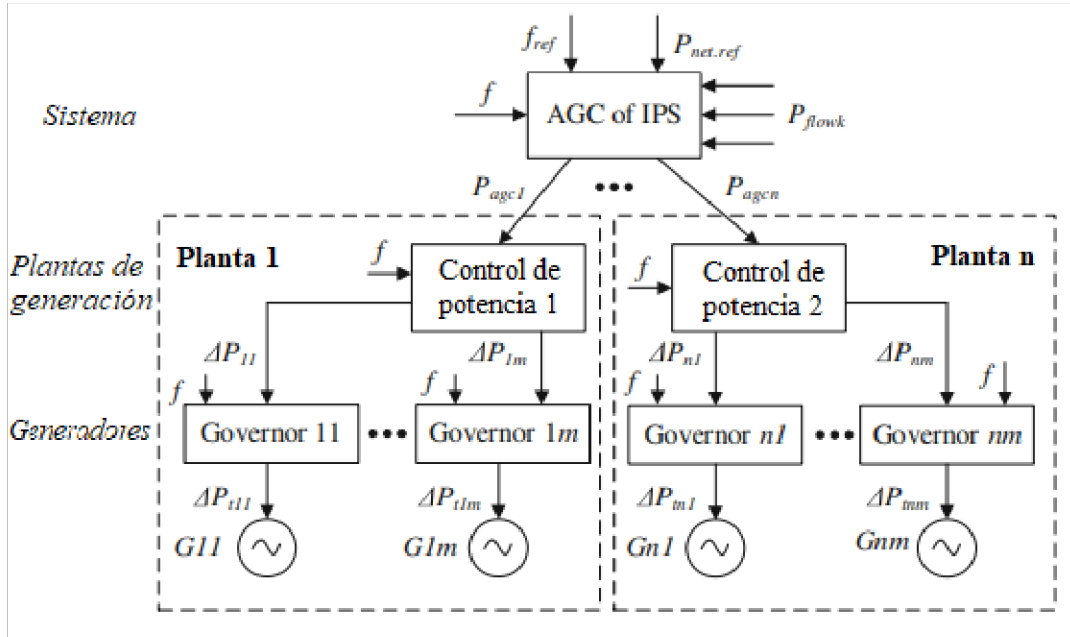 f_ref
P_net.ref
Sistema
f
AGC of IPS
P_flowk
P_agc1
•••
P_agcn
Plantas de
generación
Planta 1
f
Control de
potencia 1
f
Control de
potencia 2
Planta n
ΔP_11
ΔP_1m
ΔP_n1
ΔP_nm
f
f
f
f
Generadores
Governor 11
•••
Governor 1m
Governor n1
•••
Governor nm
ΔP_t11
ΔP_t1m
ΔP_tn1
ΔP_tnm
G11
G1m
Gn1
Gnm